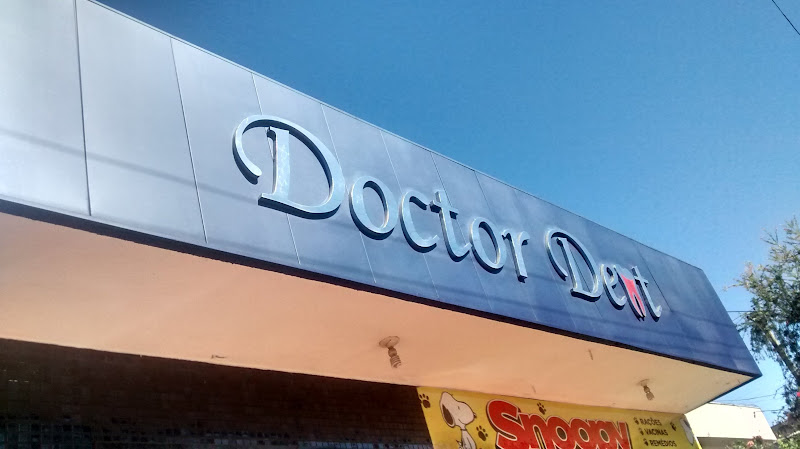 Doctor Dent
Snoopy
RAÇÕES
VACINAS
REMÉDIOS